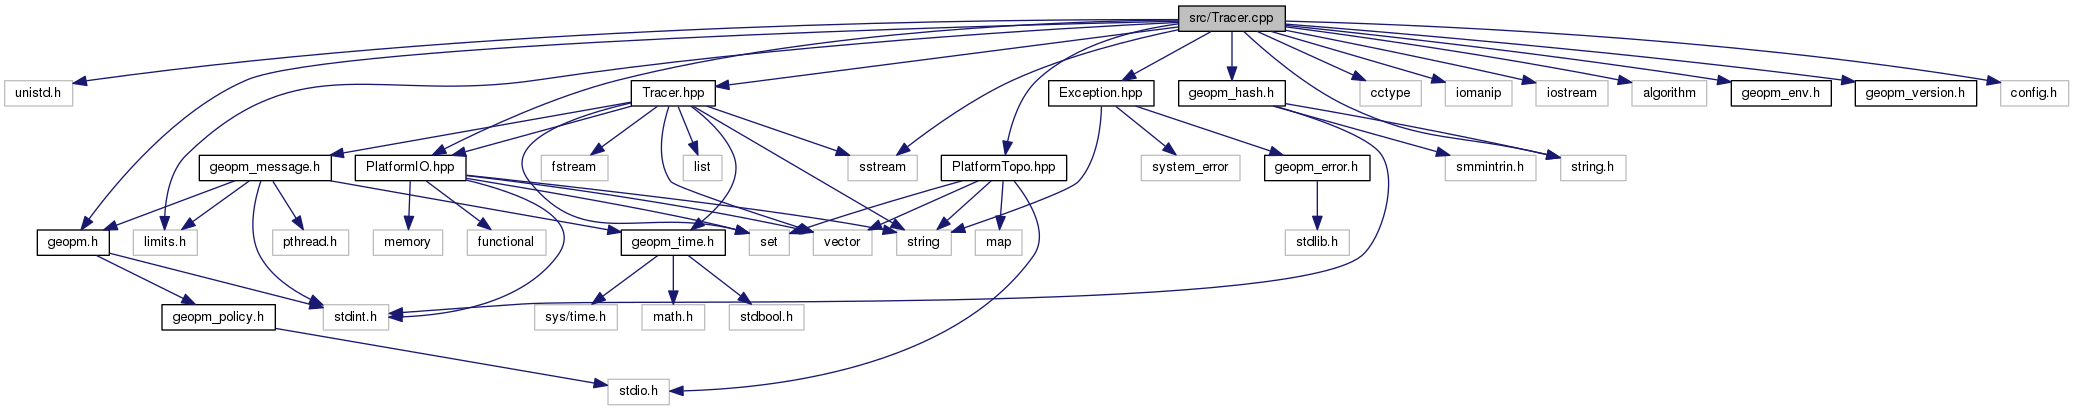 src/Tracer.cpp
unistd.h
Tracer.hpp
Exception.hpp
geopm_hash.h
cctype
iomanip
iostream
algorithm
geopm_env.h
geopm_version.h
config.h
geopm_message.h
PlatformIO.hpp
fstream
list
sstream
PlatformTopo.hpp
system_error
geopm_error.h
smmintrin.h
string.h
geopm.h
limits.h
pthread.h
memory
functional
geopm_time.h
set
vector
string
map
stdlib.h
geopm_policy.h
stdint.h
sys/time.h
math.h
stdbool.h
stdio.h